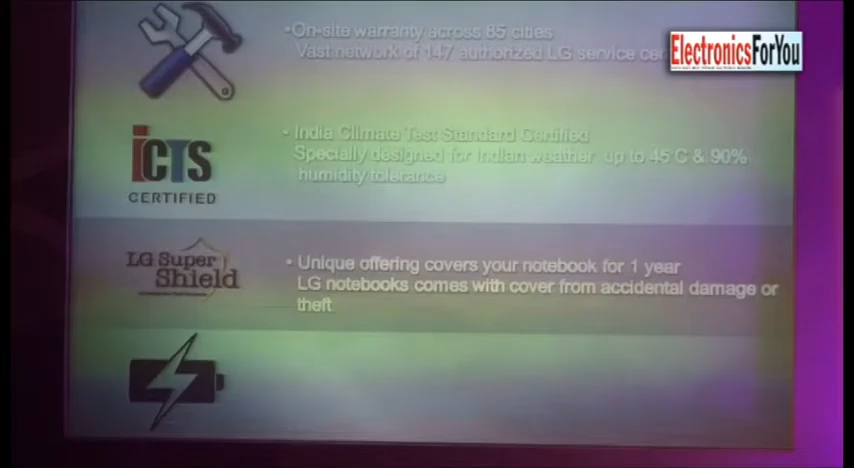 •On-site warranty across 85 cities
Vast network of 147 authorized LG service
ElectronicsForYou
iCTS
CERTIFIED
• India Climate Test Standard Certified
Specially designed for Indian weather up to 45°C & 90%
humidity tolerance
LG Super
Shield
• Unique offering covers your notebook for 1 year
LG notebooks comes with cover from accidental damage or
theft